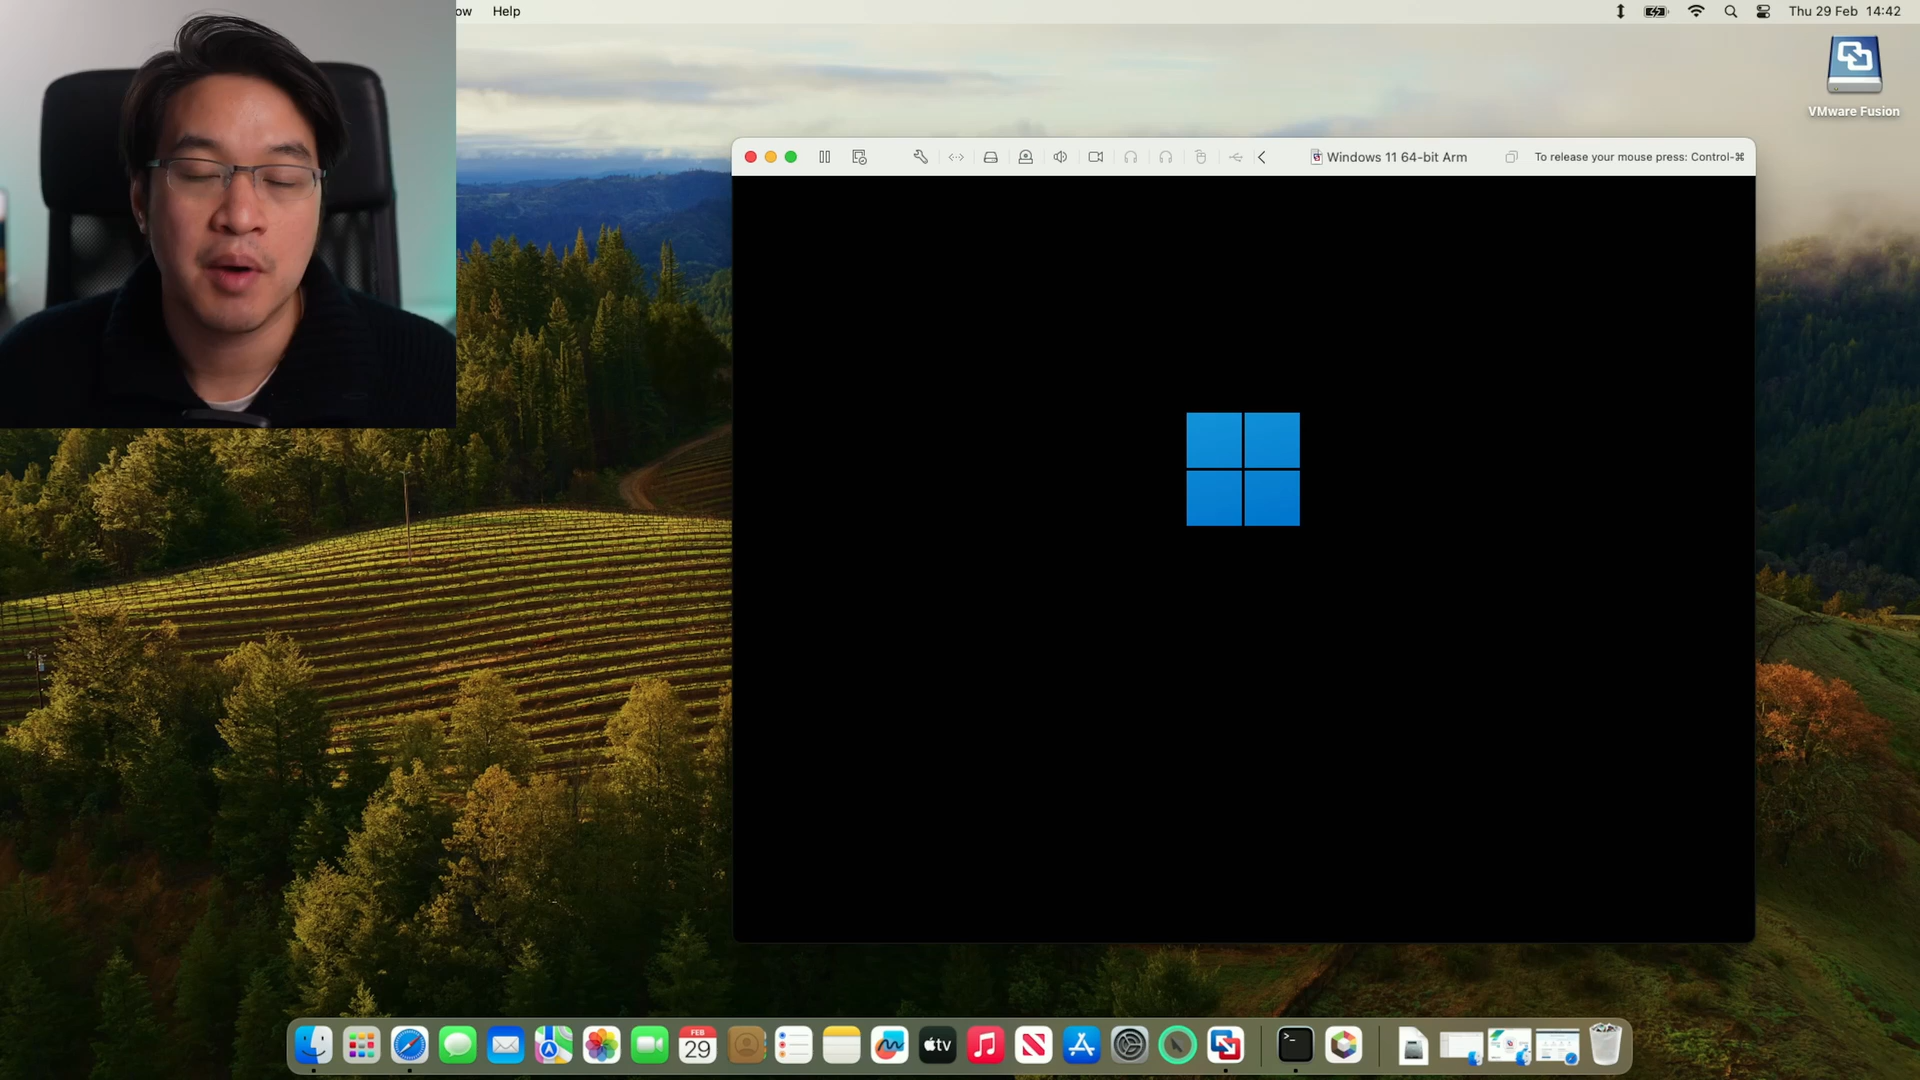 ow Help
Thu 29 Feb 14:42
VMware Fusion
Windows 11 64-bit Arm
To release your mouse press: Control-⌘
FEB
29
tv